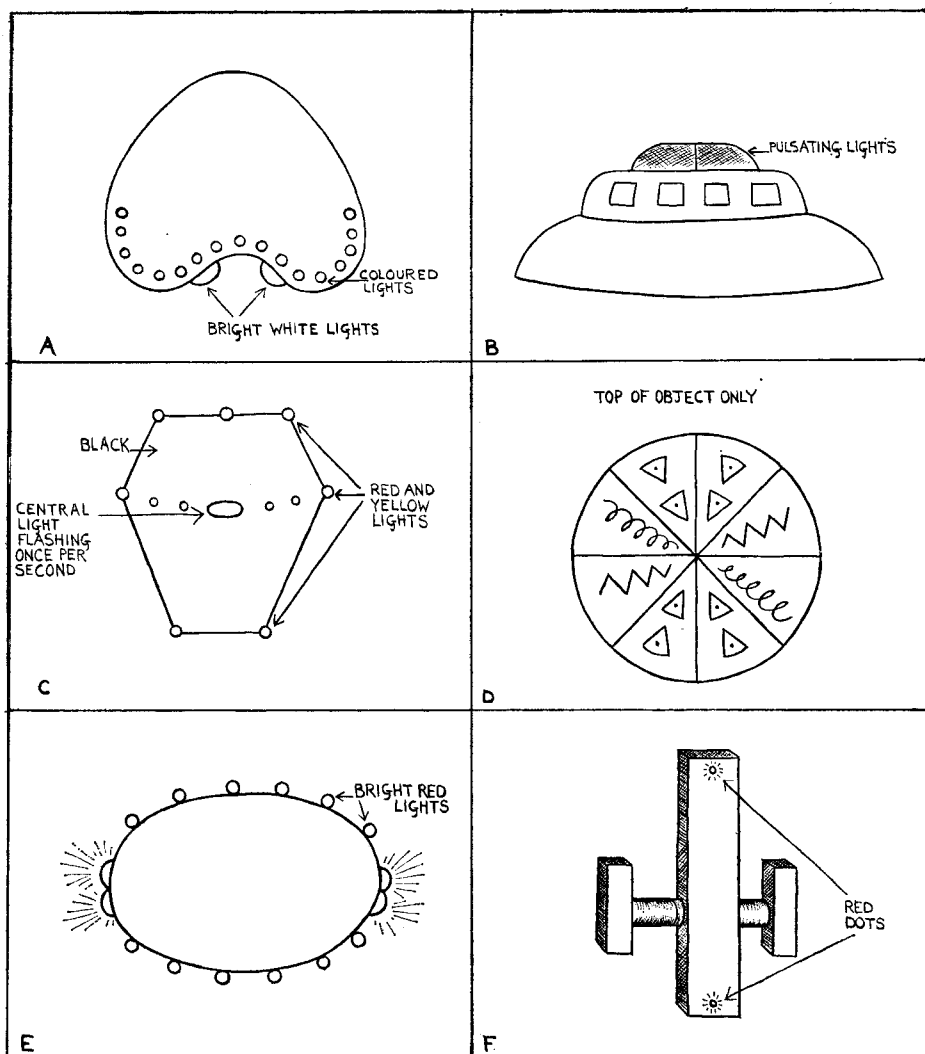 COLOURED
LIGHTS
BRIGHT WHITE LIGHTS
A
PULSATING LIGHTS
B
BLACK
CENTRAL
LIGHT
FLASHING
ONCE PER
SECOND
RED AND
YELLOW
LIGHTS
C
TOP OF OBJECT ONLY
D
BRIGHT RED
LIGHTS
E
RED
DOTS
F